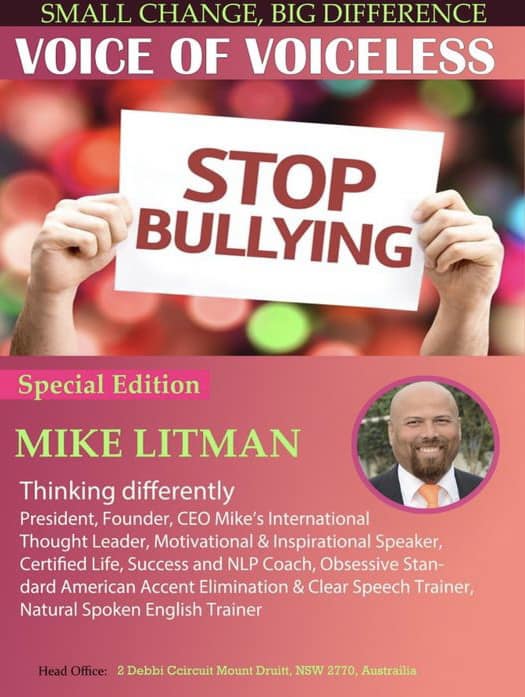 SMALL CHANGE, BIG DIFFERENCE
VOICE OF VOICELESS
STOP
BULLYING
Special Edition
MIKE LITMAN
Thinking differently
President, Founder, CEO Mike's International
Thought Leader, Motivational & Inspirational Speaker,
Certified Life, Success and NLP Coach, Obsessive Stan-
dard American Accent Elimination & Clear Speech Trainer,
Natural Spoken English Trainer
Head Office: 2 Debbi Ccircuit Mount Druitt, NSW 2770, Austrailia